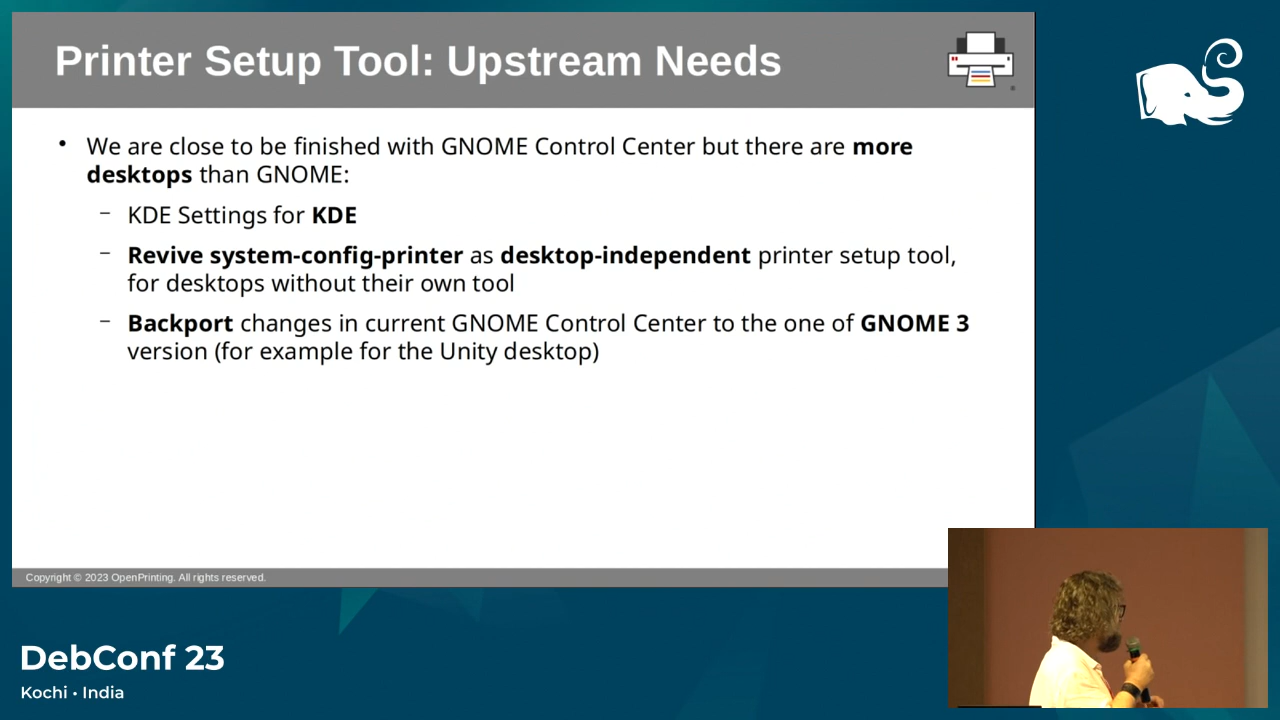 Printer Setup Tool: Upstream Needs
• We are close to be finished with GNOME Control Center but there are more
desktops than GNOME:
– KDE Settings for KDE
– Revive system-config-printer as desktop-independent printer setup tool,
for desktops without their own tool
– Backport changes in current GNOME Control Center to the one of GNOME 3
version (for example for the Unity desktop)
Copyright © 2023 OpenPrinting. All rights reserved.
DebConf 23
Kochi • India